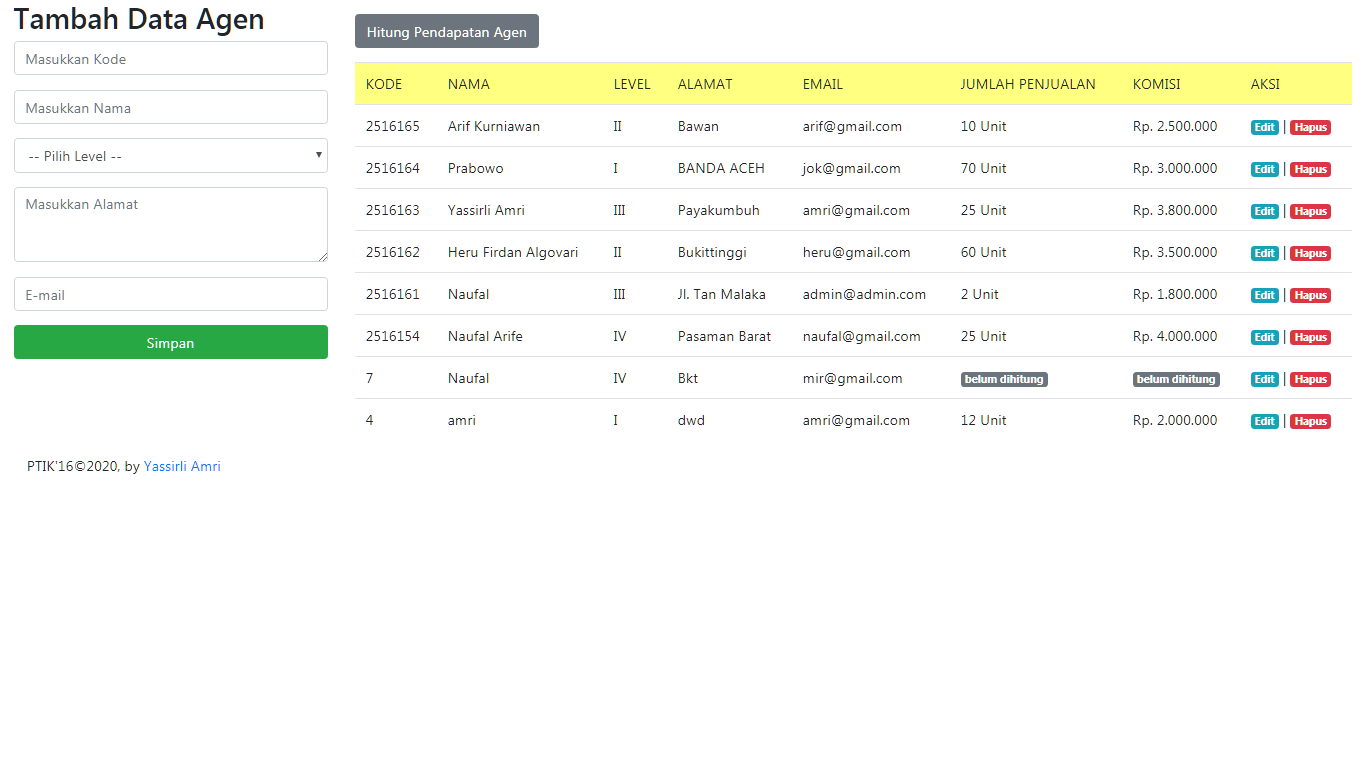 Tambah Data Agen
Masukkan Kode
Masukkan Nama
-- Pilih Level --
Masukkan Alamat
E-mail
Simpan
Hitung Pendapatan Agen
KODE NAMA LEVEL ALAMAT EMAIL JUMLAH PENJUALAN KOMISI AKSI
2516165 Arif Kurniawan II Bawan arif@gmail.com 10 Unit Rp. 2.500.000 Edit | Hapus
2516164 Prabowo I BANDA ACEH jok@gmail.com 70 Unit Rp. 3.000.000 Edit | Hapus
2516163 Yassirli Amri III Payakumbuh amri@gmail.com 25 Unit Rp. 3.800.000 Edit | Hapus
2516162 Heru Firdan Algovari II Bukittinggi heru@gmail.com 60 Unit Rp. 3.500.000 Edit | Hapus
2516161 Naufal III Jl. Tan Malaka admin@admin.com 2 Unit Rp. 1.800.000 Edit | Hapus
2516154 Naufal Arife IV Pasaman Barat naufal@gmail.com 25 Unit Rp. 4.000.000 Edit | Hapus
7 Naufal IV Bkt mir@gmail.com belum dihitung belum dihitung Edit | Hapus
4 amri I dwd amri@gmail.com 12 Unit Rp. 2.000.000 Edit | Hapus
PTIK'16©2020, by Yassirli Amri